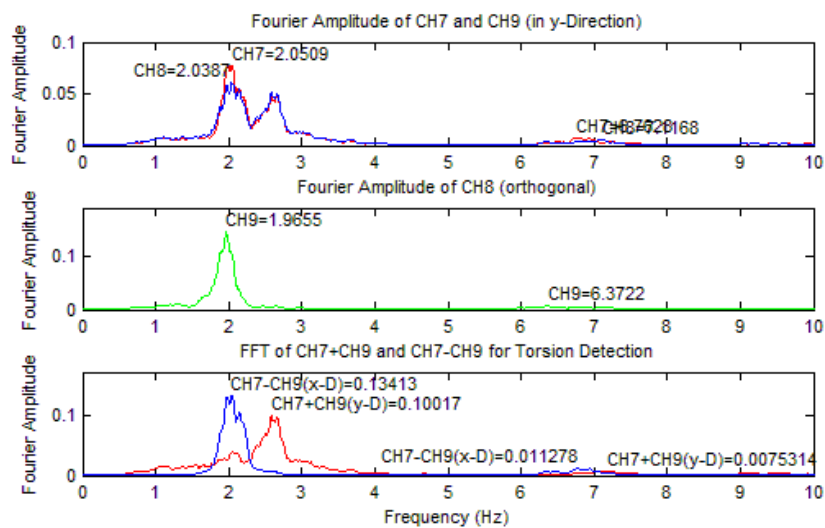 Fourier Amplitude of CH7 and CH9 (in y-Direction)
Fourier Amplitude
0.1
0.05
0
CH8=2.0387
CH7=2.0509
0 1 2 3 4 5 6 7 8 9 10
Fourier Amplitude of CH8 (orthogonal)
Fourier Amplitude
0.1
0
CH9=1.9655
CH9=6.3722
0 1 2 3 4 5 6 7 8 9 10
FFT of CH7+CH9 and CH7-CH9 for Torsion Detection
Fourier Amplitude
0.1
0
CH7-CH9(x-D)=0.13413
CH7+CH9(y-D)=0.10017
CH7-CH9(x-D)=0.011278
CH7+CH9(y-D)=0.0075314
0 1 2 3 4 5 6 7 8 9 10
Frequency (Hz)